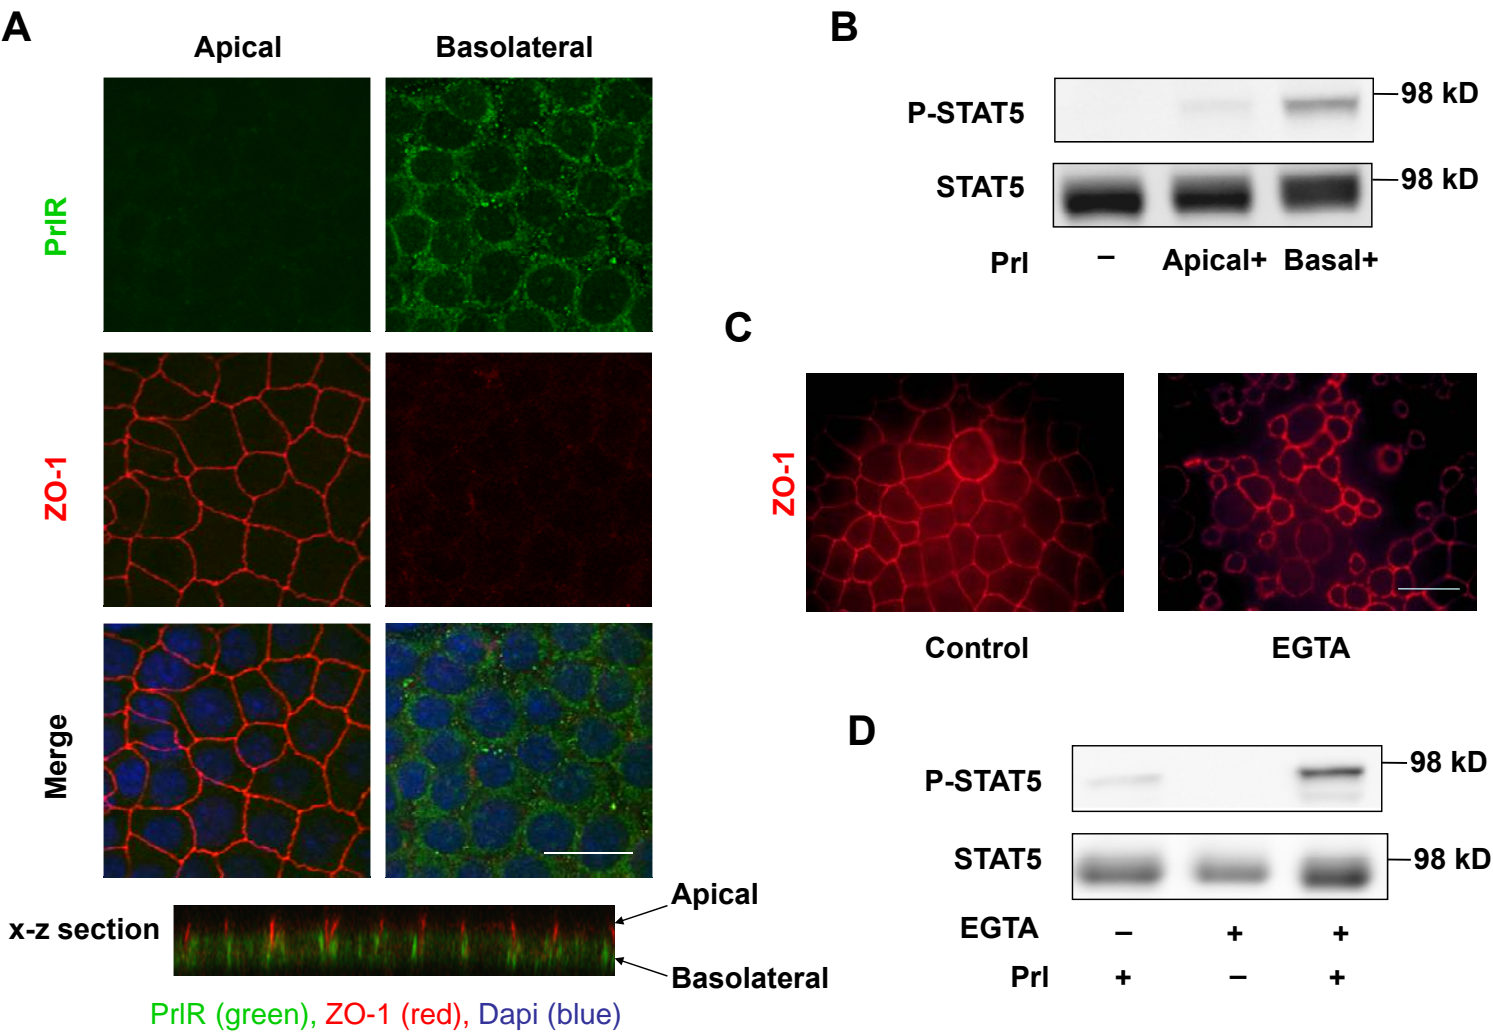 A
Apical
Basolateral
PrlR
ZO-1
Merge
x-z section
Apical
Basolateral
PrlR (green), ZO-1 (red), Dapi (blue)
B
P-STAT5
98 kD
STAT5
98 kD
Prl – Apical+ Basal+
C
ZO-1
Control
EGTA
D
P-STAT5
98 kD
STAT5
98 kD
EGTA – + +
Prl + – +